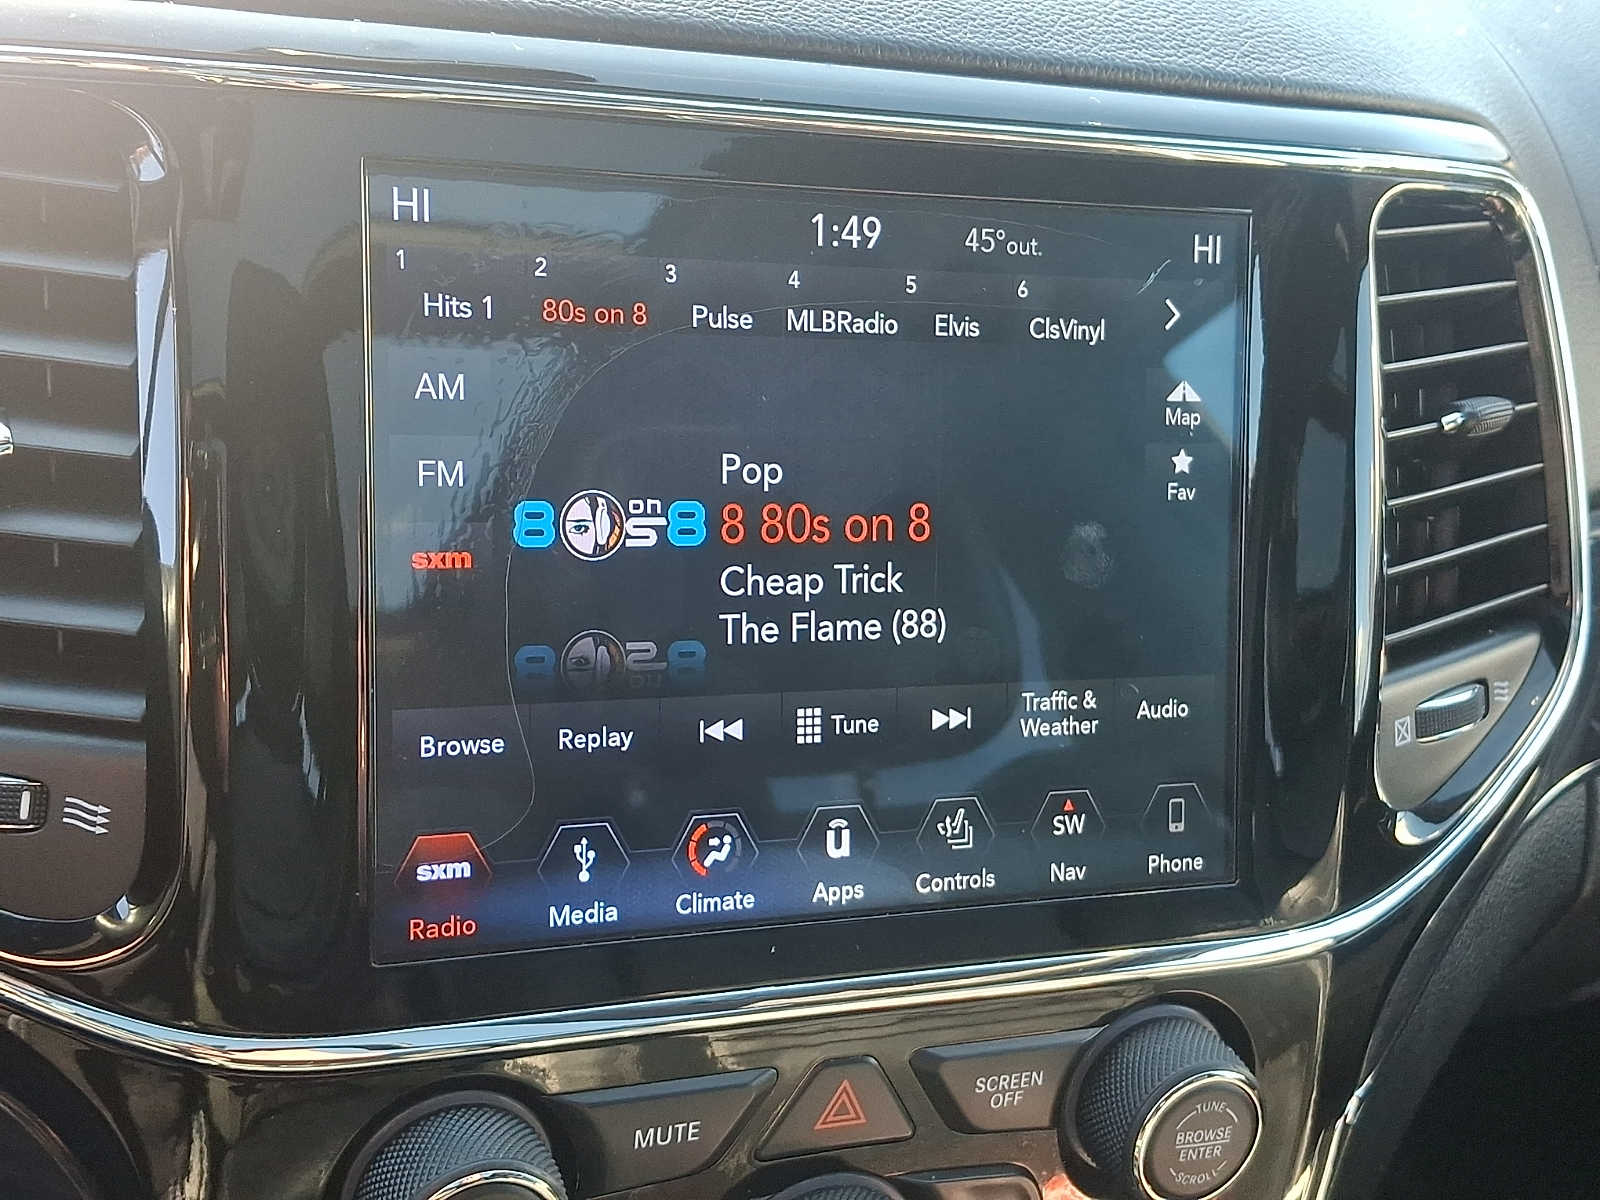 HI 1:49 45° out. HI
1 2 3 4 5 6
Hits 1 80s on 8 Pulse MLBRadio Elvis ClsVinyl
AM
Map
FM
Fav
sxm
8 on s 8
Pop
8 80s on 8
Cheap Trick
The Flame (88)
Browse Replay Tune Traffic & Weather Audio
sxm SW
Radio Media Climate Apps Controls Nav Phone
MUTE
SCREEN
OFF
TUNE
BROWSE
ENTER
SCROLL